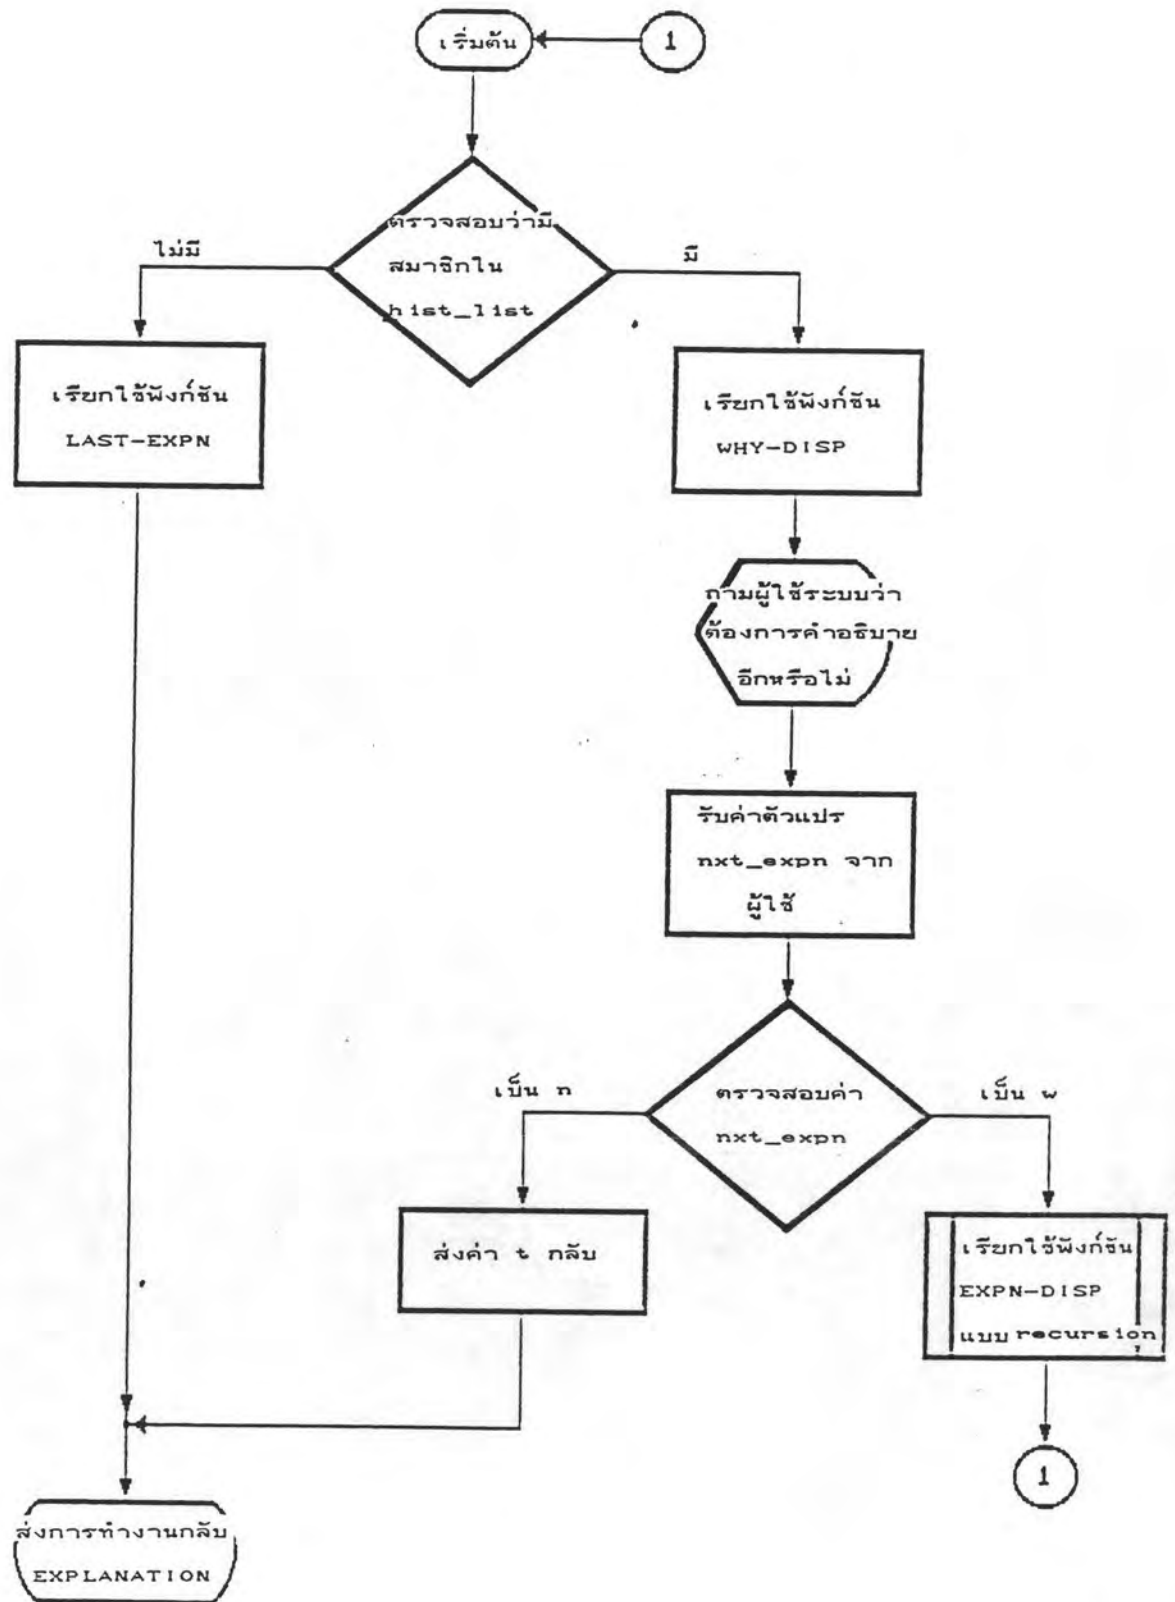 เริ่มต้น
1
ตรวจสอบว่ามี
สมาชิกใน
hist_list
ไม่มี
มี
เรียกใช้ฟังก์ชัน
LAST-EXPN
เรียกใช้ฟังก์ชัน
WHY-DISP
ถามผู้ใช้ระบบว่า
ต้องการคำอธิบาย
อีกหรือไม่
รับค่าตัวแปร
nxt_expn จาก
ผู้ใช้
ตรวจสอบค่า
nxt_expn
เป็น n
เป็น w
ส่งค่า t กลับ
เรียกใช้ฟังก์ชัน
EXPN-DISP
แบบ recursion
1
ส่งการทำงานกลับ
EXPLANATION